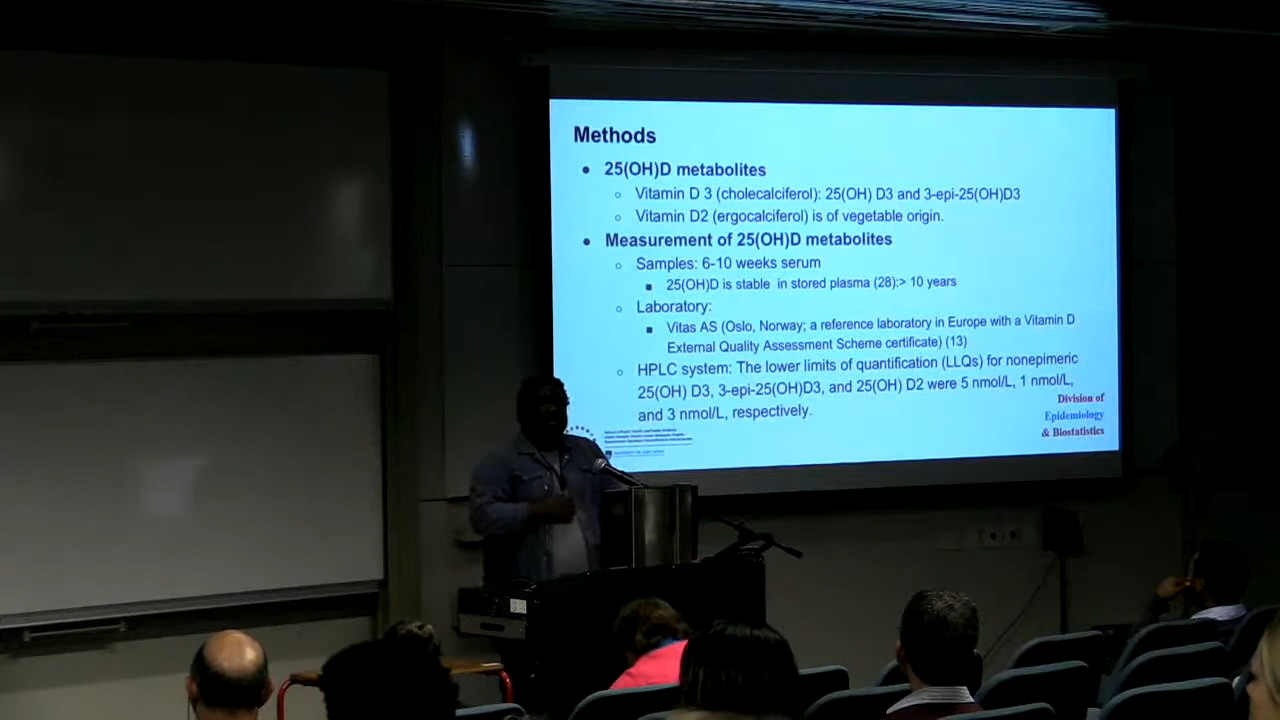 Methods
● 25(OH)D metabolites
○ Vitamin D 3 (cholecalciferol): 25(OH) D3 and 3-epi-25(OH)D3
○ Vitamin D2 (ergocalciferol) is of vegetable origin.
● Measurement of 25(OH)D metabolites
○ Samples: 6-10 weeks serum
■ 25(OH)D is stable in stored plasma (28):> 10 years
○ Laboratory:
■ Vitas AS (Oslo, Norway; a reference laboratory in Europe with a Vitamin D
External Quality Assessment Scheme certificate) (13)
○ HPLC system: The lower limits of quantification (LLQs) for nonepimeric
25(OH) D3, 3-epi-25(OH)D3, and 25(OH) D2 were 5 nmol/L, 1 nmol/L,
and 3 nmol/L, respectively.
Division of
Epidemiology
& Biostatistics